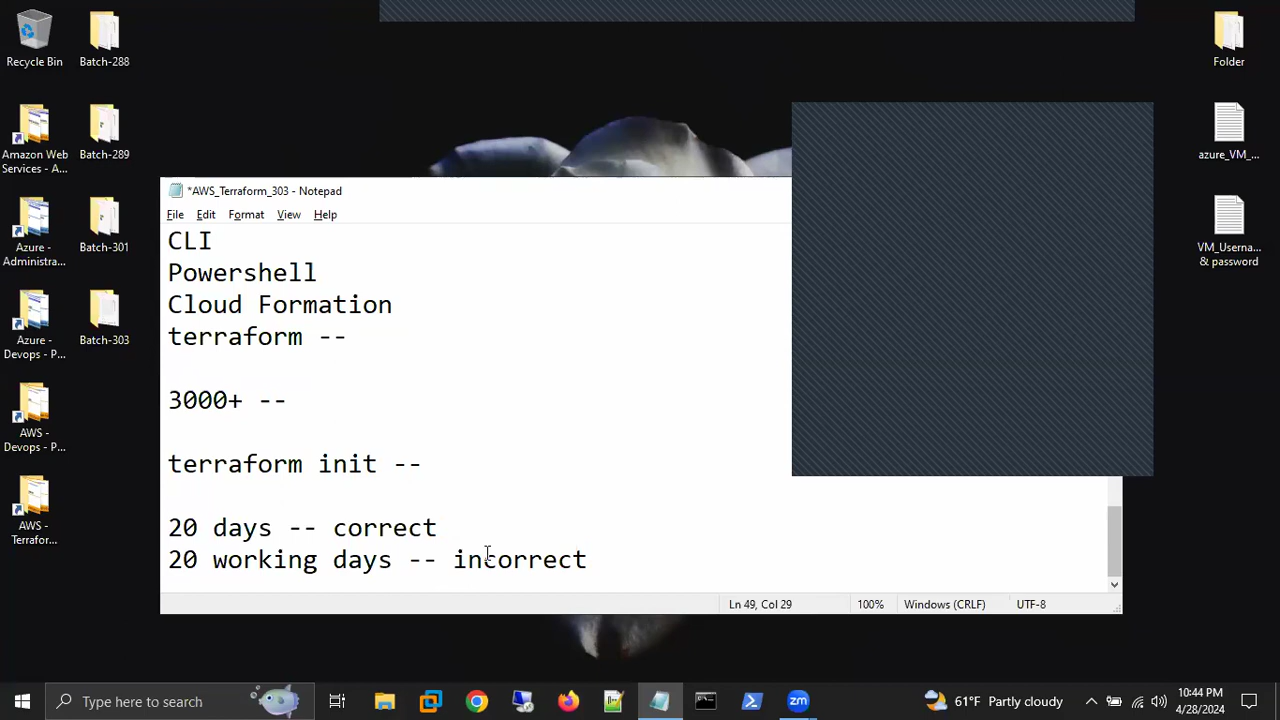 Recycle Bin
Batch-288
Folder
Amazon Web
Services - A...
Batch-289
azure_VM_...
Azure -
Administra...
Batch-301
VM_Userna...
& password
Azure -
Devops - P...
Batch-303
AWS -
Devops - P...
AWS -
Terrafor...
*AWS_Terraform_303 - Notepad
File Edit Format View Help
CLI
Powershell
Cloud Formation
terraform --
3000+ --
terraform init --
20 days -- correct
20 working days -- incorrect
Ln 49, Col 29 100% Windows (CRLF) UTF-8
Type here to search
zm
61°F Partly cloudy
10:44 PM
4/28/2024